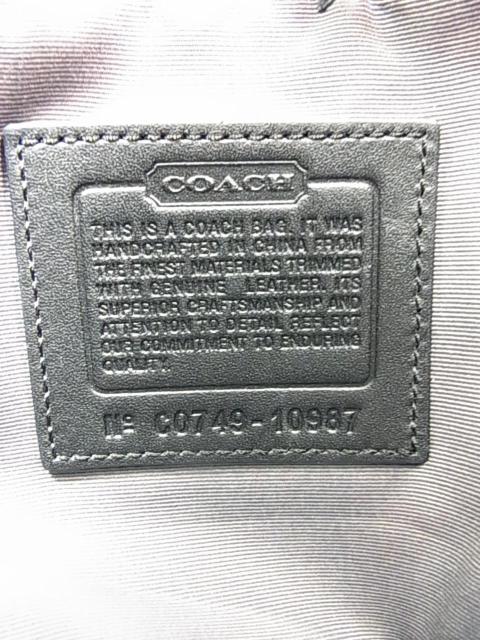 COACH
THIS IS A COACH BAG. IT WAS
HANDCRAFTED IN CHINA FROM
THE FINEST MATERIALS TRIMMED
WITH GENUINE LEATHER. ITS
SUPERIOR CRAFTSMANSHIP AND
ATTENTION TO DETAIL REFLECT
OUR COMMITMENT TO ENDURING
QUALITY.
Nº C0749-10987